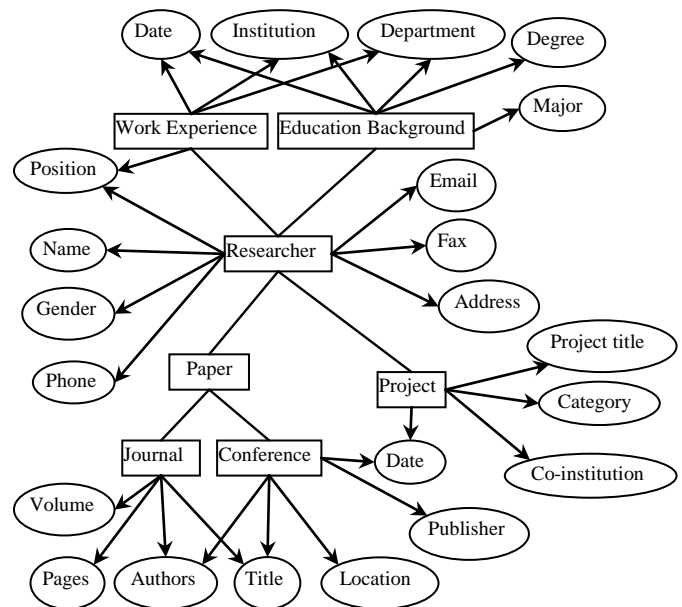 Date
Institution
Department
Degree
Work Experience
Education Background
Major
Position
Email
Name
Researcher
Fax
Gender
Address
Phone
Paper
Project
Project title
Category
Journal
Conference
Date
Co-institution
Volume
Publisher
Pages
Authors
Title
Location